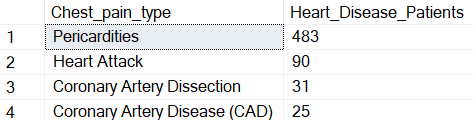 Chest_pain_type Heart_Disease_Patients
1 Pericardities 483
2 Heart Attack 90
3 Coronary Artery Dissection 31
4 Coronary Artery Disease (CAD) 25